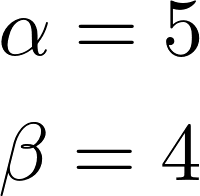 α = 5
β = 4